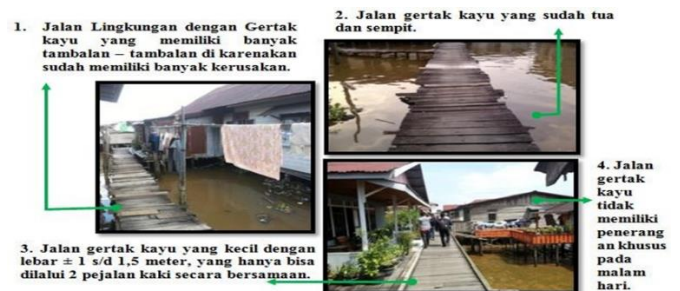 1. Jalan Lingkungan dengan Gertak
kayu yang memiliki banyak
tambalan – tambalan di karenakan
sudah memiliki banyak kerusakan.
2. Jalan gertak kayu yang sudah tua
dan sempit.
3. Jalan gertak kayu yang kecil dengan
lebar ± 1 s/d 1,5 meter, yang hanya bisa
dilalui 2 pejalan kaki secara bersamaan.
4. Jalan
gertak
kayu
tidak
memiliki
penerang
an khusus
pada
malam
hari.